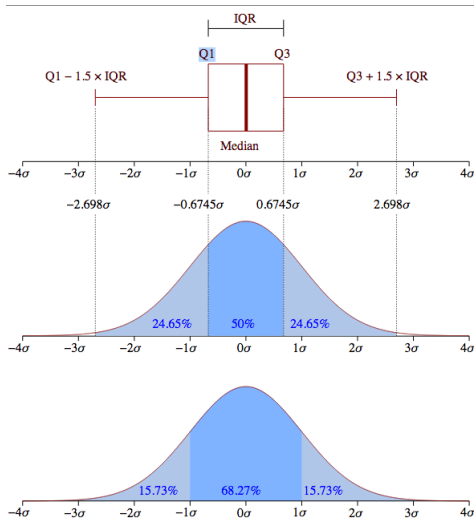 IQR
Q1 Q3
Q1 − 1.5 × IQR Q3 + 1.5 × IQR
Median
−4σ −3σ −2σ −1σ 0σ 1σ 2σ 3σ 4σ
−2.698σ −0.6745σ 0.6745σ 2.698σ
24.65% 50% 24.65%
−4σ −3σ −2σ −1σ 0σ 1σ 2σ 3σ 4σ
15.73% 68.27% 15.73%
−4σ −3σ −2σ −1σ 0σ 1σ 2σ 3σ 4σ